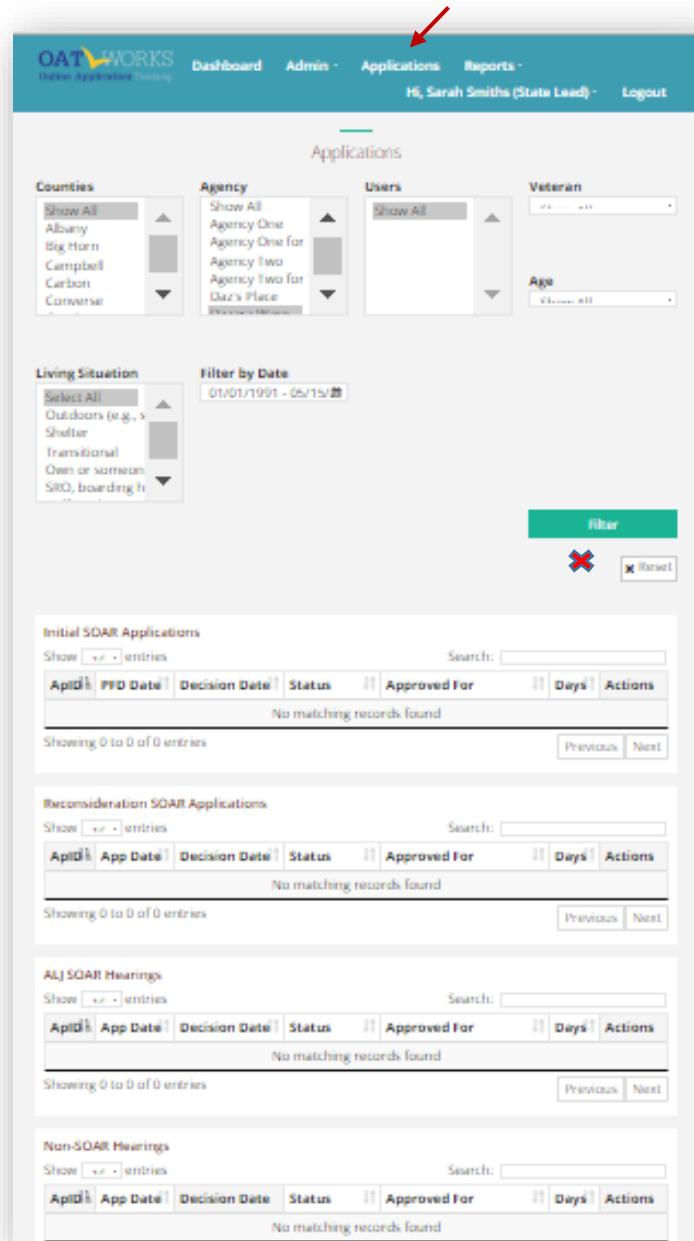 OAT WORKS
Online Application Tracking
Dashboard Admin Applications Reports
Hi, Sarah Smiths (State Lead) Logout
Applications
Counties
Show All
Albany
Big Horn
Campbell
Carbon
Converse
Agency
Show All
Agency One
Agency One for
Agency Two
Agency Two for
Daz's Place
Users
Show All
Veteran
Show All
Age
Show All
Living Situation
Select All
Outdoors (e.g., s
Shelter
Transitional
Own or someon
SRO, boarding h
Filter by Date
01/01/1991 - 05/15/
Filter
Reset
Initial SOAR Applications
Show entries Search:
ApID PFD Date Decision Date Status Approved For Days Actions
No matching records found
Showing 0 to 0 of 0 entries
Previous Next
Reconsideration SOAR Applications
Show entries Search:
ApID App Date Decision Date Status Approved For Days Actions
No matching records found
Showing 0 to 0 of 0 entries
Previous Next
ALJ SOAR Hearings
Show entries Search:
ApID App Date Decision Date Status Approved For Days Actions
No matching records found
Showing 0 to 0 of 0 entries
Previous Next
Non-SOAR Hearings
Show entries Search:
ApID App Date Decision Date Status Approved For Days Actions
No matching records found